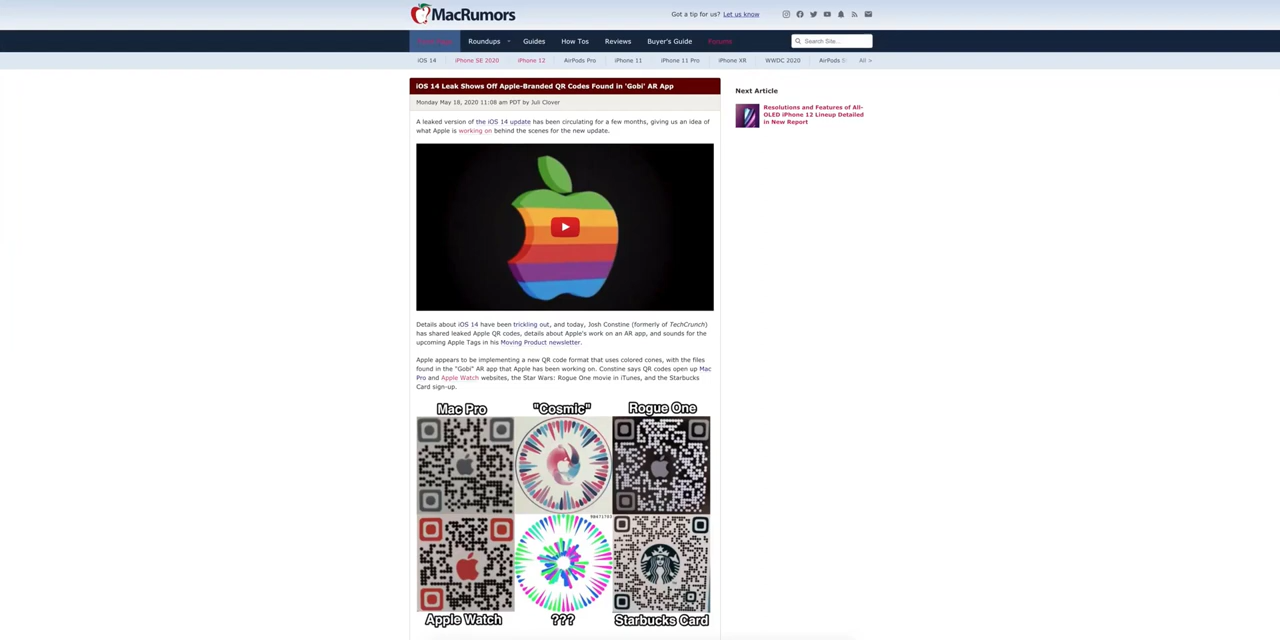 MacRumors
Got a tip for us? Let us know
Roundups
Guides
How Tos
Reviews
Buyer's Guide
Forums
Search Site...
iOS 14
iPhone SE 2020
iPhone 12
AirPods Pro
iPhone 11
iPhone 11 Pro
iPhone XR
WWDC 2020
AirPods
All >
iOS 14 Leak Shows Off Apple-Branded QR Codes Found in 'Gobi' AR App
Monday May 18, 2020 11:08 am PDT by Juli Clover
A leaked version of the iOS 14 update has been circulating for a few months, giving us an idea of
what Apple is working on behind the scenes for the new update.
Details about iOS 14 have been trickling out, and today, Josh Constine (formerly of TechCrunch)
has shared leaked Apple QR codes, details about Apple's work on an AR app, and sounds for the
upcoming Apple Tags in his Moving Product newsletter.
Apple appears to be implementing a new QR code format that uses colored cones, with the files
found in the "Gobi" AR app that Apple has been working on. Constine says QR codes open up Mac
Pro and Apple Watch websites, the Star Wars: Rogue One movie in iTunes, and the Starbucks
Card sign-up.
Mac Pro
"Cosmic"
Rogue One
Apple Watch
???
Starbucks Card
Next Article
Resolutions and Features of All-
OLED iPhone 12 Lineup Detailed
in New Report